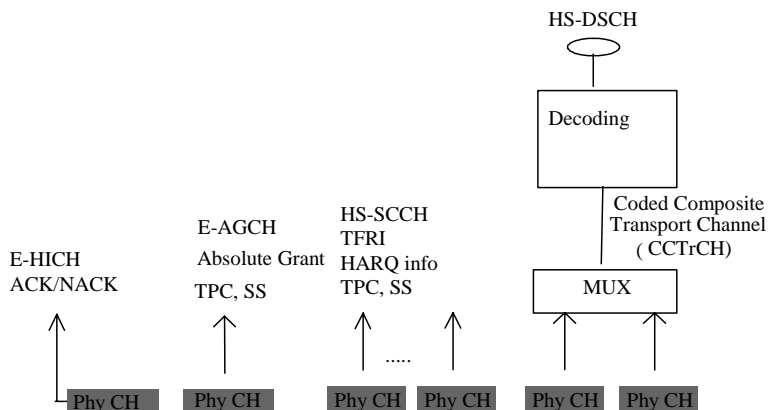 HS-DSCH
Decoding
Coded Composite
Transport Channel
( CCTrCH)
MUX
HS-SCCH
TFRI
HARQ info
TPC, SS
E-AGCH
Absolute Grant
TPC, SS
E-HICH
ACK/NACK
.....
Phy CH
Phy CH
Phy CH
Phy CH
Phy CH
Phy CH